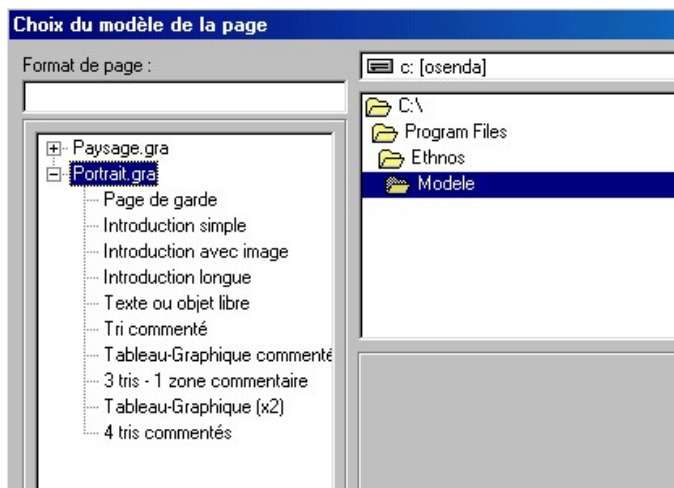 Choix du modèle de la page
Format de page :
Paysage.gra
Portrait.gra
Page de garde
Introduction simple
Introduction avec image
Introduction longue
Texte ou objet libre
Tri commenté
Tableau-Graphique commenté
3 tris - 1 zone commentaire
Tableau-Graphique (x2)
4 tris commentés
c: [osenda]
C:\
Program Files
Ethnos
Modele